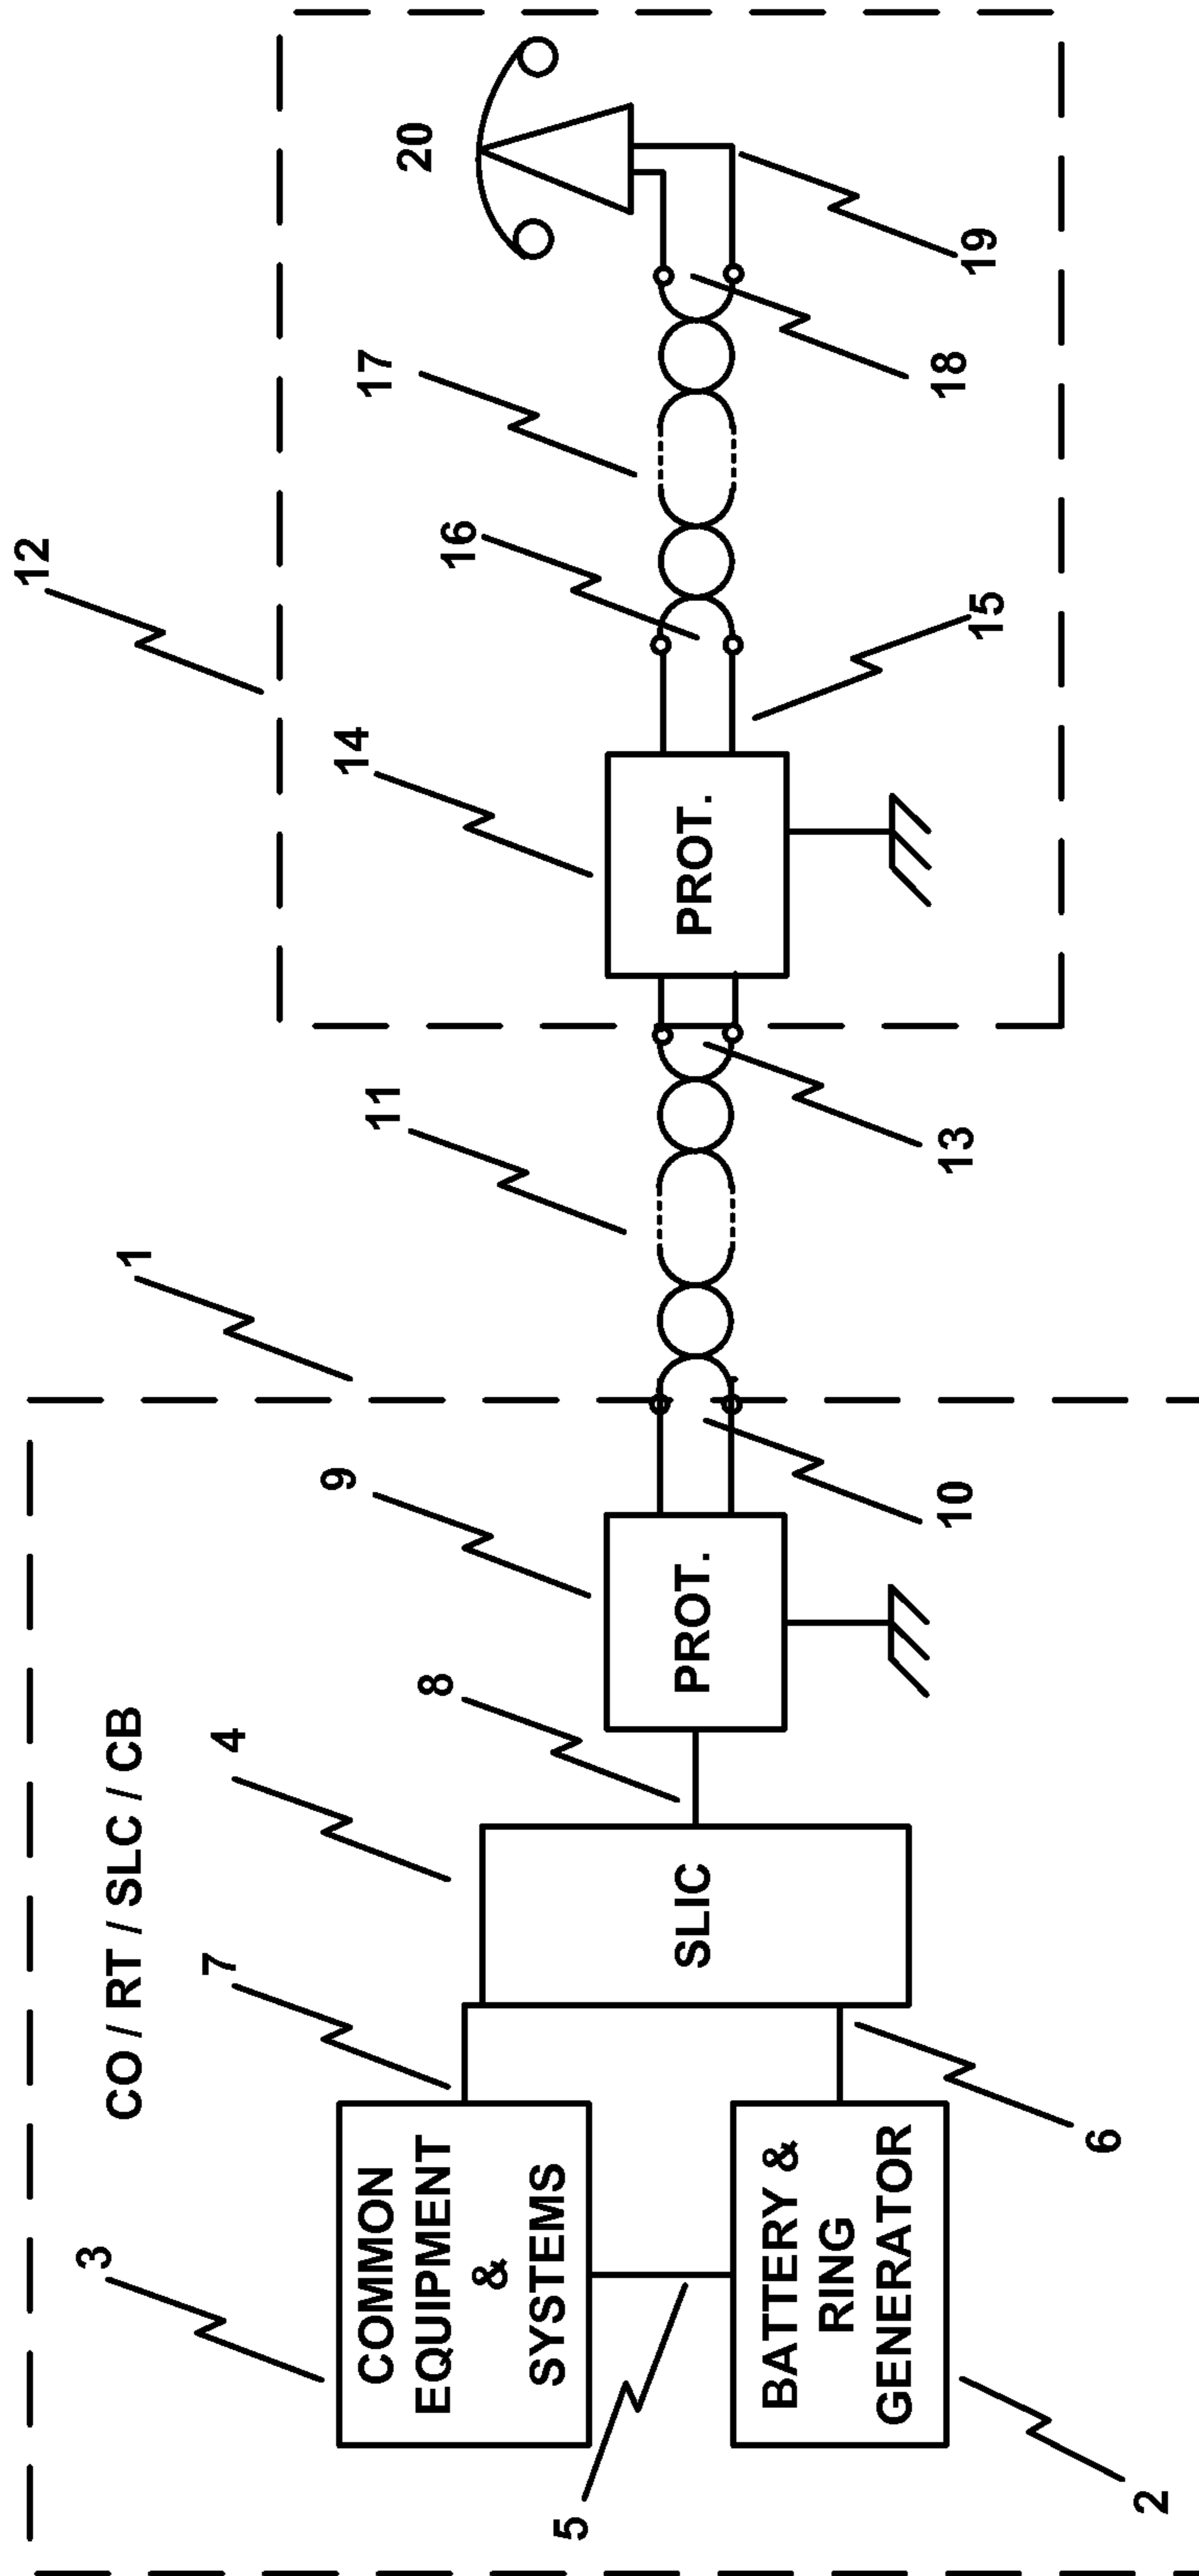 CO / RT / SLC / CB
COMMON
EQUIPMENT
&
SYSTEMS
BATTERY &
RING
GENERATOR
SLIC
PROT.
PROT.
1
2
3
4
5
6
7
8
9
10
11
12
13
14
15
16
17
18
19
20